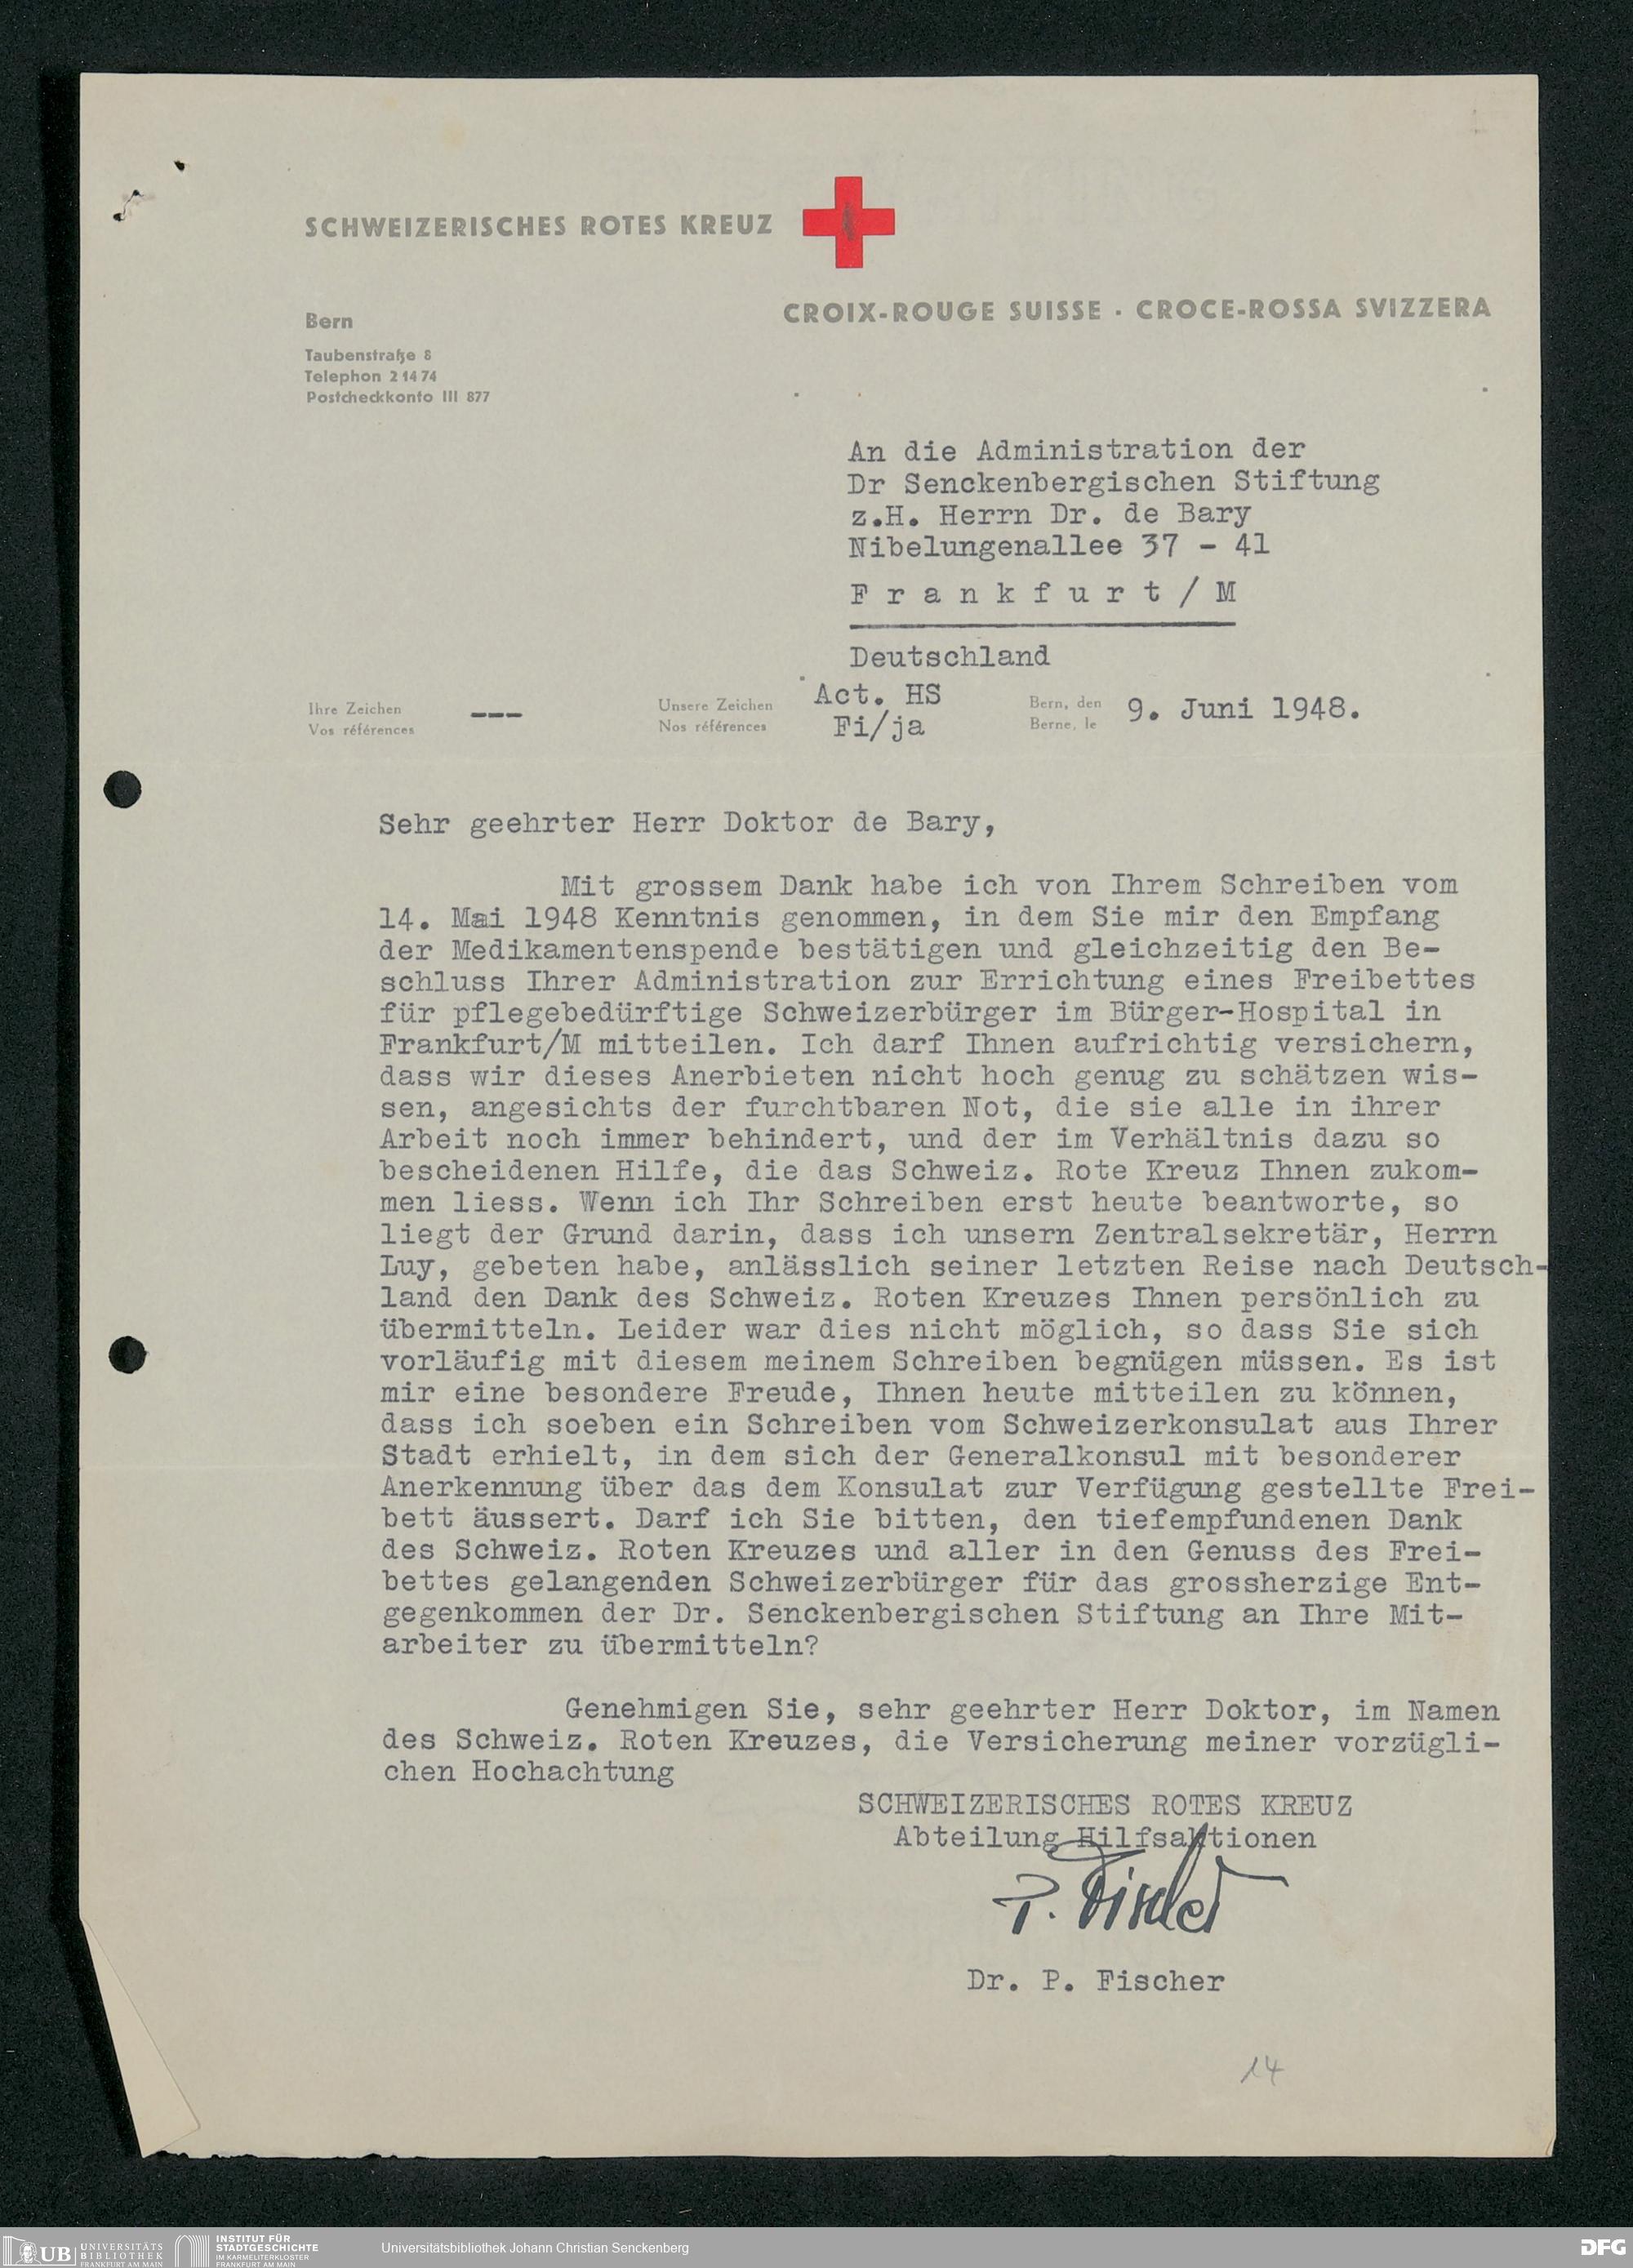 SCHWEIZERISCHES ROTES KREUZ
CROIX-ROUGE SUISSE · CROCE-ROSSA SVIZZERA
Bern
Taubenstraße 8
Telephon 2 14 74
Postcheckkonto III 877
An die Administration der
Dr Senckenbergischen Stiftung
z.H. Herrn Dr. de Bary
Nibelungenallee 37 - 41
F r a n k f u r t / M
Deutschland
Ihre Zeichen
Vos références
---
Unsere Zeichen
Nos références
Act. HS
Fi/ja
Bern, den
Berne, le
9. Juni 1948.
Sehr geehrter Herr Doktor de Bary,
Mit grossem Dank habe ich von Ihrem Schreiben vom
14. Mai 1948 Kenntnis genommen, in dem Sie mir den Empfang
der Medikamentenspende bestätigen und gleichzeitig den Be-
schluss Ihrer Administration zur Errichtung eines Freibettes
für pflegebedürftige Schweizerbürger im Bürger-Hospital in
Frankfurt/M mitteilen. Ich darf Ihnen aufrichtig versichern,
dass wir dieses Anerbieten nicht hoch genug zu schätzen wis-
sen, angesichts der furchtbaren Not, die sie alle in ihrer
Arbeit noch immer behindert, und der im Verhältnis dazu so
bescheidenen Hilfe, die das Schweiz. Rote Kreuz Ihnen zukom-
men liess. Wenn ich Ihr Schreiben erst heute beantworte, so
liegt der Grund darin, dass ich unsern Zentralsekretär, Herrn
Luy, gebeten habe, anlässlich seiner letzten Reise nach Deutsch-
land den Dank des Schweiz. Roten Kreuzes Ihnen persönlich zu
übermitteln. Leider war dies nicht möglich, so dass Sie sich
vorläufig mit diesem meinem Schreiben begnügen müssen. Es ist
mir eine besondere Freude, Ihnen heute mitteilen zu können,
dass ich soeben ein Schreiben vom Schweizerkonsulat aus Ihrer
Stadt erhielt, in dem sich der Generalkonsul mit besonderer
Anerkennung über das dem Konsulat zur Verfügung gestellte Frei-
bett äussert. Darf ich Sie bitten, den tiefempfundenen Dank
des Schweiz. Roten Kreuzes und aller in den Genuss des Frei-
bettes gelangenden Schweizerbürger für das grossherzige Ent-
gegenkommen der Dr. Senckenbergischen Stiftung an Ihre Mit-
arbeiter zu übermitteln?
Genehmigen Sie, sehr geehrter Herr Doktor, im Namen
des Schweiz. Roten Kreuzes, die Versicherung meiner vorzügli-
chen Hochachtung
SCHWEIZERISCHES ROTES KREUZ
Abteilung Hilfsaktionen
P. Fischer
Dr. P. Fischer
14
UB UNIVERSITÄTS
BIBLIOTHEK
FRANKFURT AM MAIN
INSTITUT FÜR
STADTGESCHICHTE
IM KARMELITERKLOSTER
FRANKFURT AM MAIN
Universitätsbibliothek Johann Christian Senckenberg
DFG